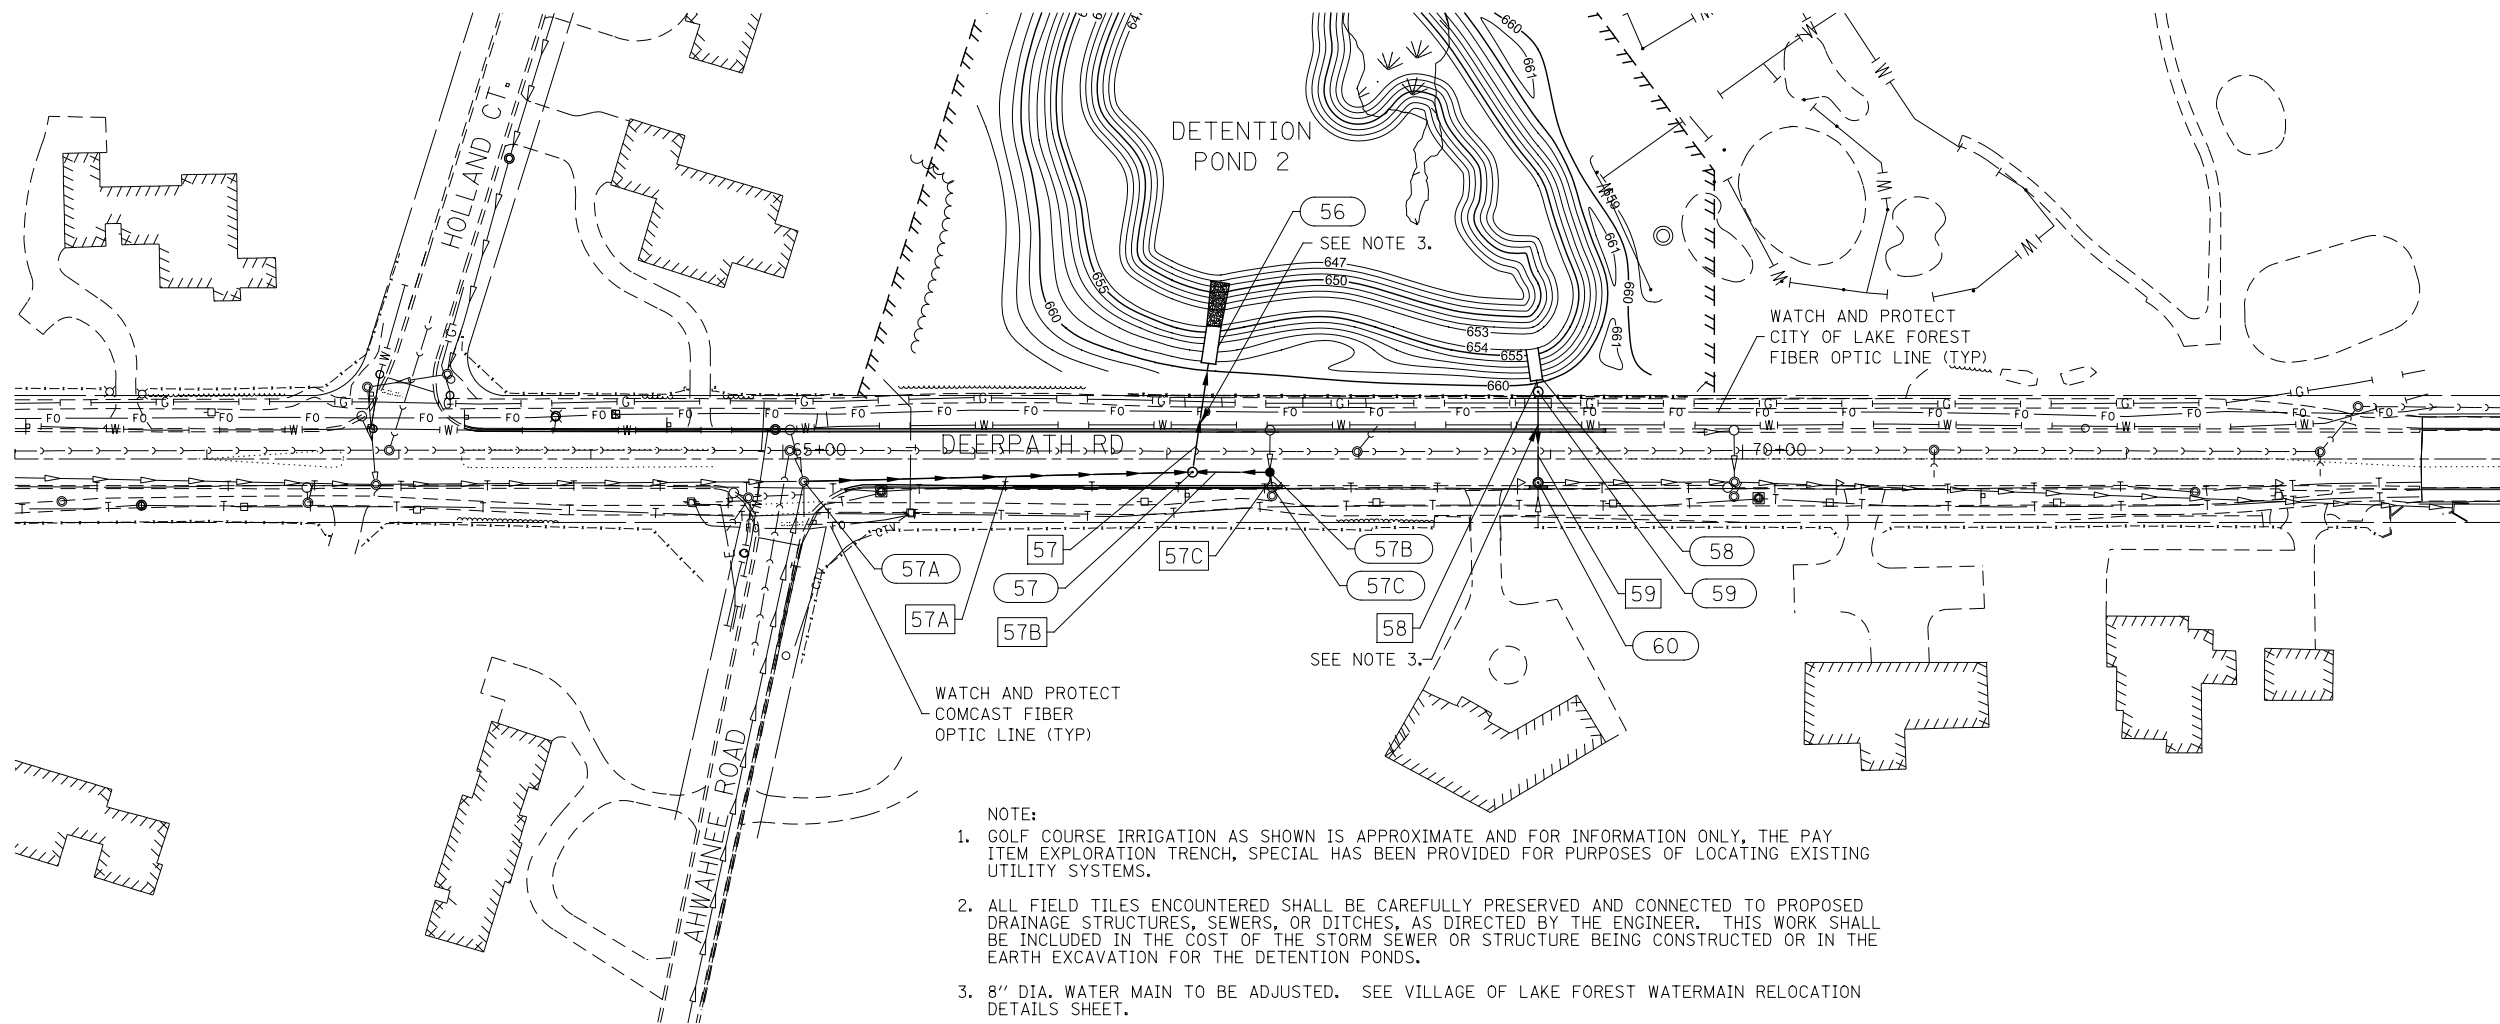 HOLLAND CT.
DETENTION
POND 2
56
SEE NOTE 3.
647
650
653
654
655
655
660
660
660
660
661
661
661
659
WATCH AND PROTECT
CITY OF LAKE FOREST
FIBER OPTIC LINE (TYP)
DEERPATH RD
65+00
70+00
57A
57
57
57A
57B
57C
57B
57C
58
59
59
58
60
SEE NOTE 3.
CTV
CTV
WATCH AND PROTECT
COMCAST FIBER
OPTIC LINE (TYP)
AHWAHNEE ROAD
NOTE:
1. GOLF COURSE IRRIGATION AS SHOWN IS APPROXIMATE AND FOR INFORMATION ONLY, THE PAY
ITEM EXPLORATION TRENCH, SPECIAL HAS BEEN PROVIDED FOR PURPOSES OF LOCATING EXISTING
UTILITY SYSTEMS.
2. ALL FIELD TILES ENCOUNTERED SHALL BE CAREFULLY PRESERVED AND CONNECTED TO PROPOSED
DRAINAGE STRUCTURES, SEWERS, OR DITCHES, AS DIRECTED BY THE ENGINEER. THIS WORK SHALL
BE INCLUDED IN THE COST OF THE STORM SEWER OR STRUCTURE BEING CONSTRUCTED OR IN THE
EARTH EXCAVATION FOR THE DETENTION PONDS.
3. 8″ DIA. WATER MAIN TO BE ADJUSTED. SEE VILLAGE OF LAKE FOREST WATERMAIN RELOCATION
DETAILS SHEET.